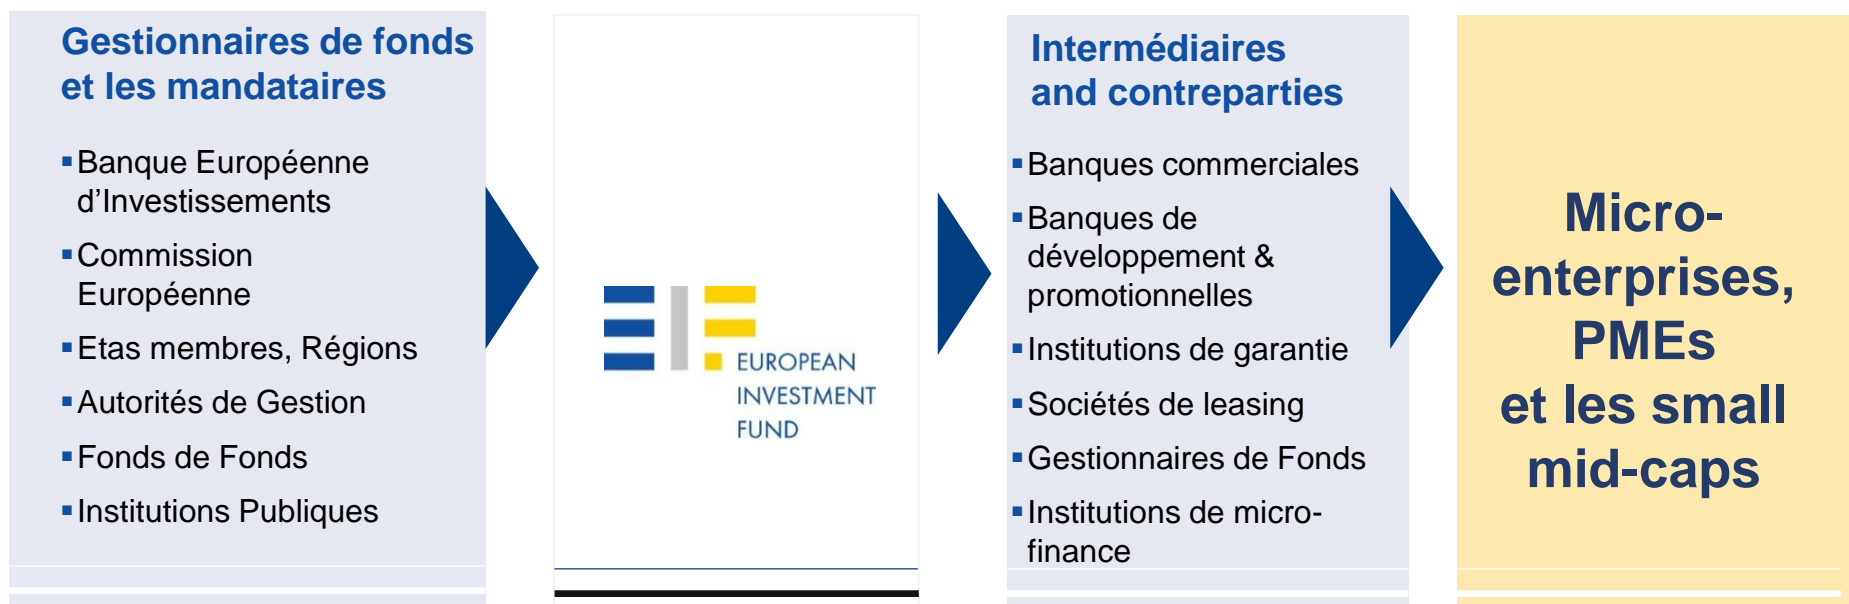 Gestionnaires de fonds
et les mandataires
▪Banque Européenne
d’Investissements
▪Commission
Européenne
▪Etas membres, Régions
▪Autorités de Gestion
▪Fonds de Fonds
▪Institutions Publiques
EUROPEAN
INVESTMENT
FUND
Intermédiaires
and contreparties
▪Banques commerciales
▪Banques de
développement &
promotionnelles
▪Institutions de garantie
▪Sociétés de leasing
▪Gestionnaires de Fonds
▪Institutions de micro-
finance
Micro-
enterprises,
PMEs
et les small
mid-caps